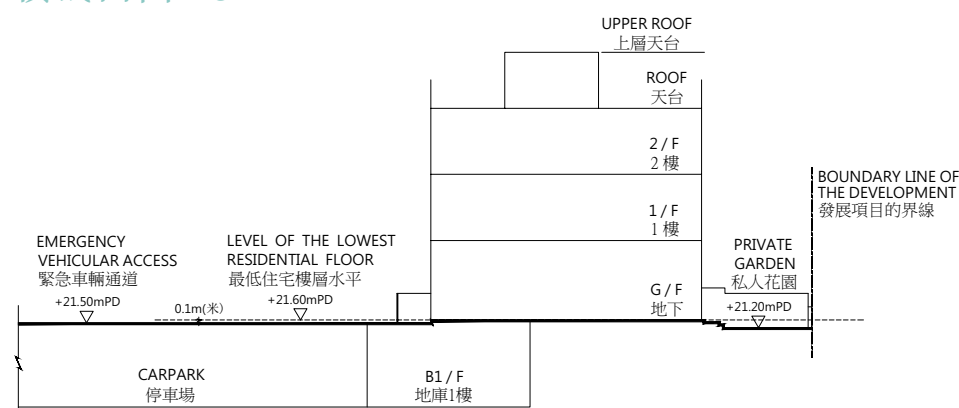 UPPER ROOF
上層天台
ROOF
天台
2 / F
2 樓
BOUNDARY LINE OF
THE DEVELOPMENT
發展項目的界線
1 / F
1 樓
EMERGENCY
VEHICULAR ACCESS
緊急車輛通道
+21.50mPD
0.1m(米)
LEVEL OF THE LOWEST
RESIDENTIAL FLOOR
最低住宅樓層水平
+21.60mPD
PRIVATE
GARDEN
私人花園
+21.20mPD
G / F
地下
CARPARK
停車場
B1 / F
地庫1樓